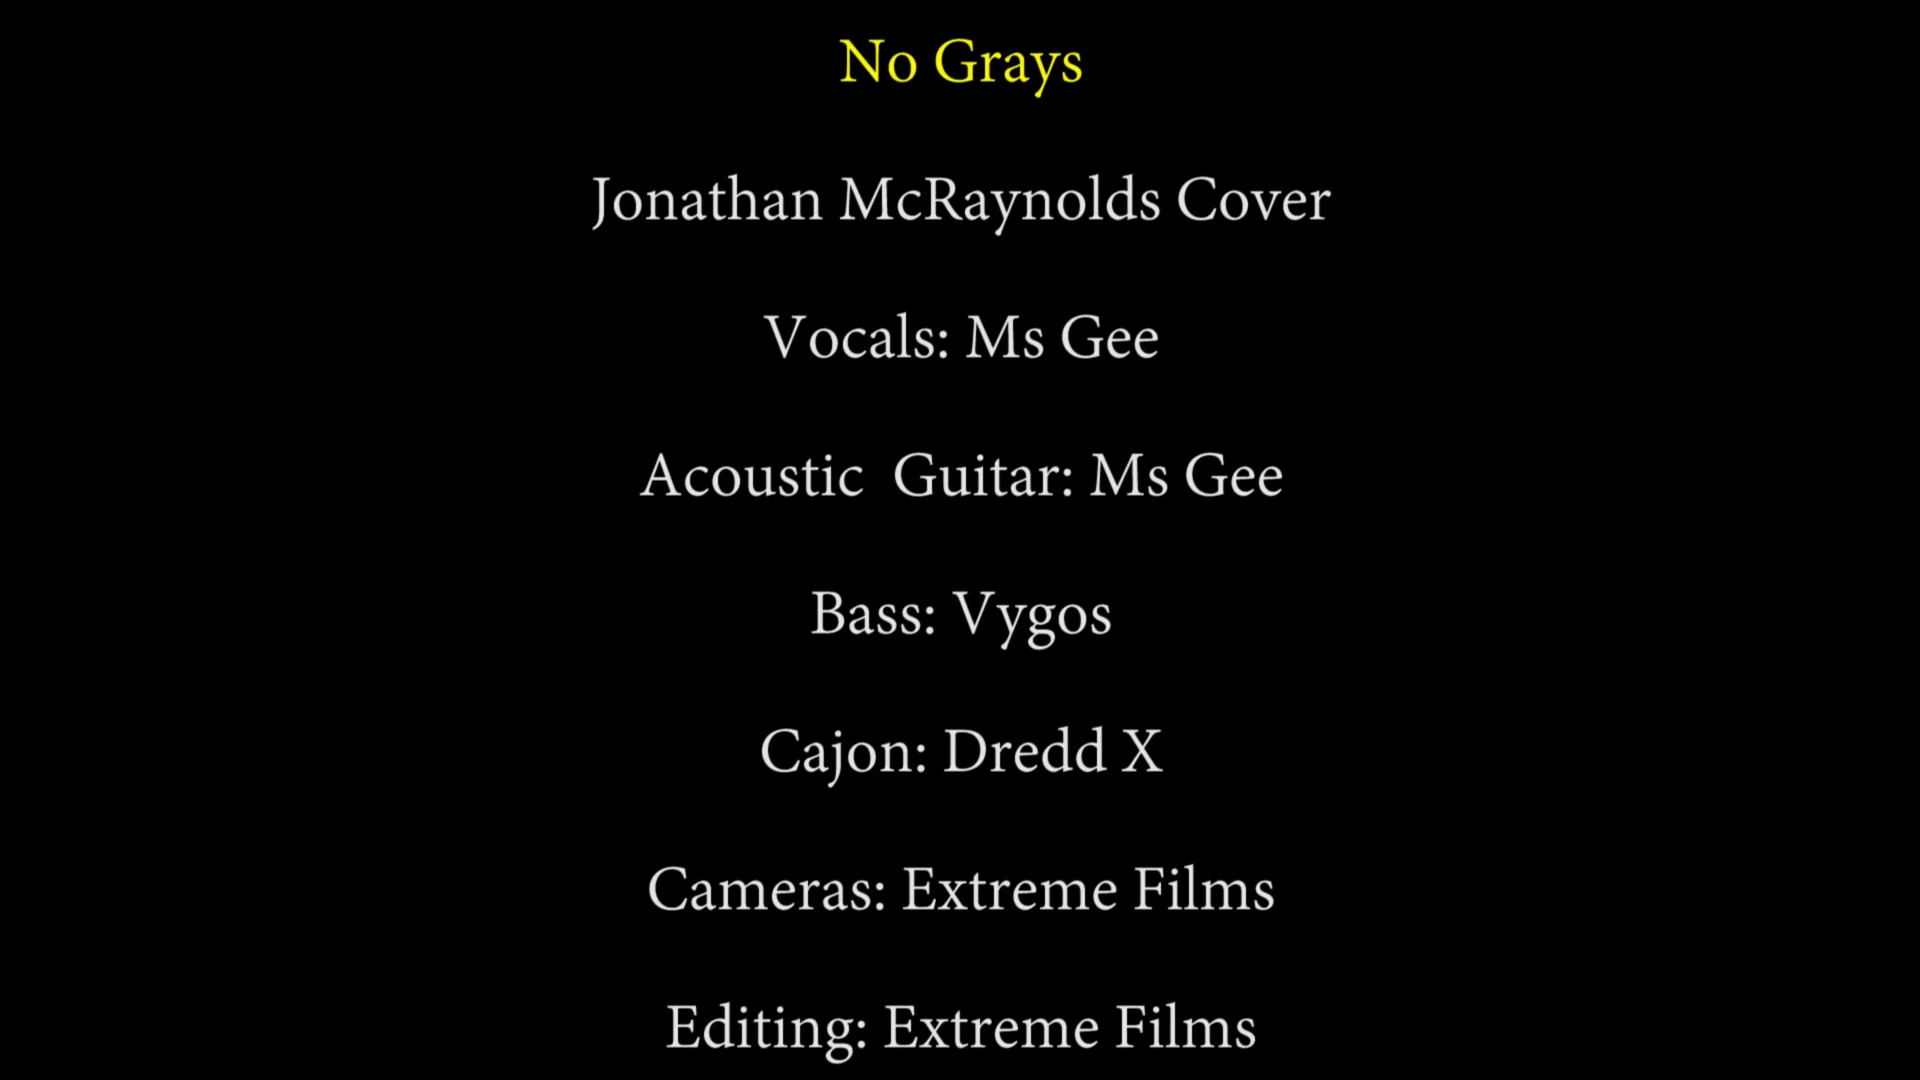 No Grays
Jonathan McRaynolds Cover
Vocals: Ms Gee
Acoustic  Guitar: Ms Gee
Bass: Vygos
Cajon: Dredd X
Cameras: Extreme Films
Editing: Extreme Films